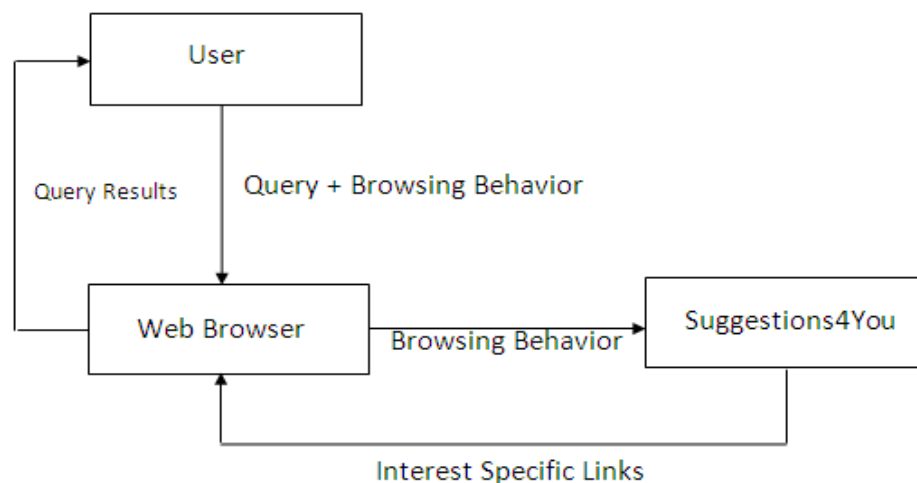 User
Query Results
Query + Browsing Behavior
Web Browser
Browsing Behavior
Suggestions4You
Interest Specific Links